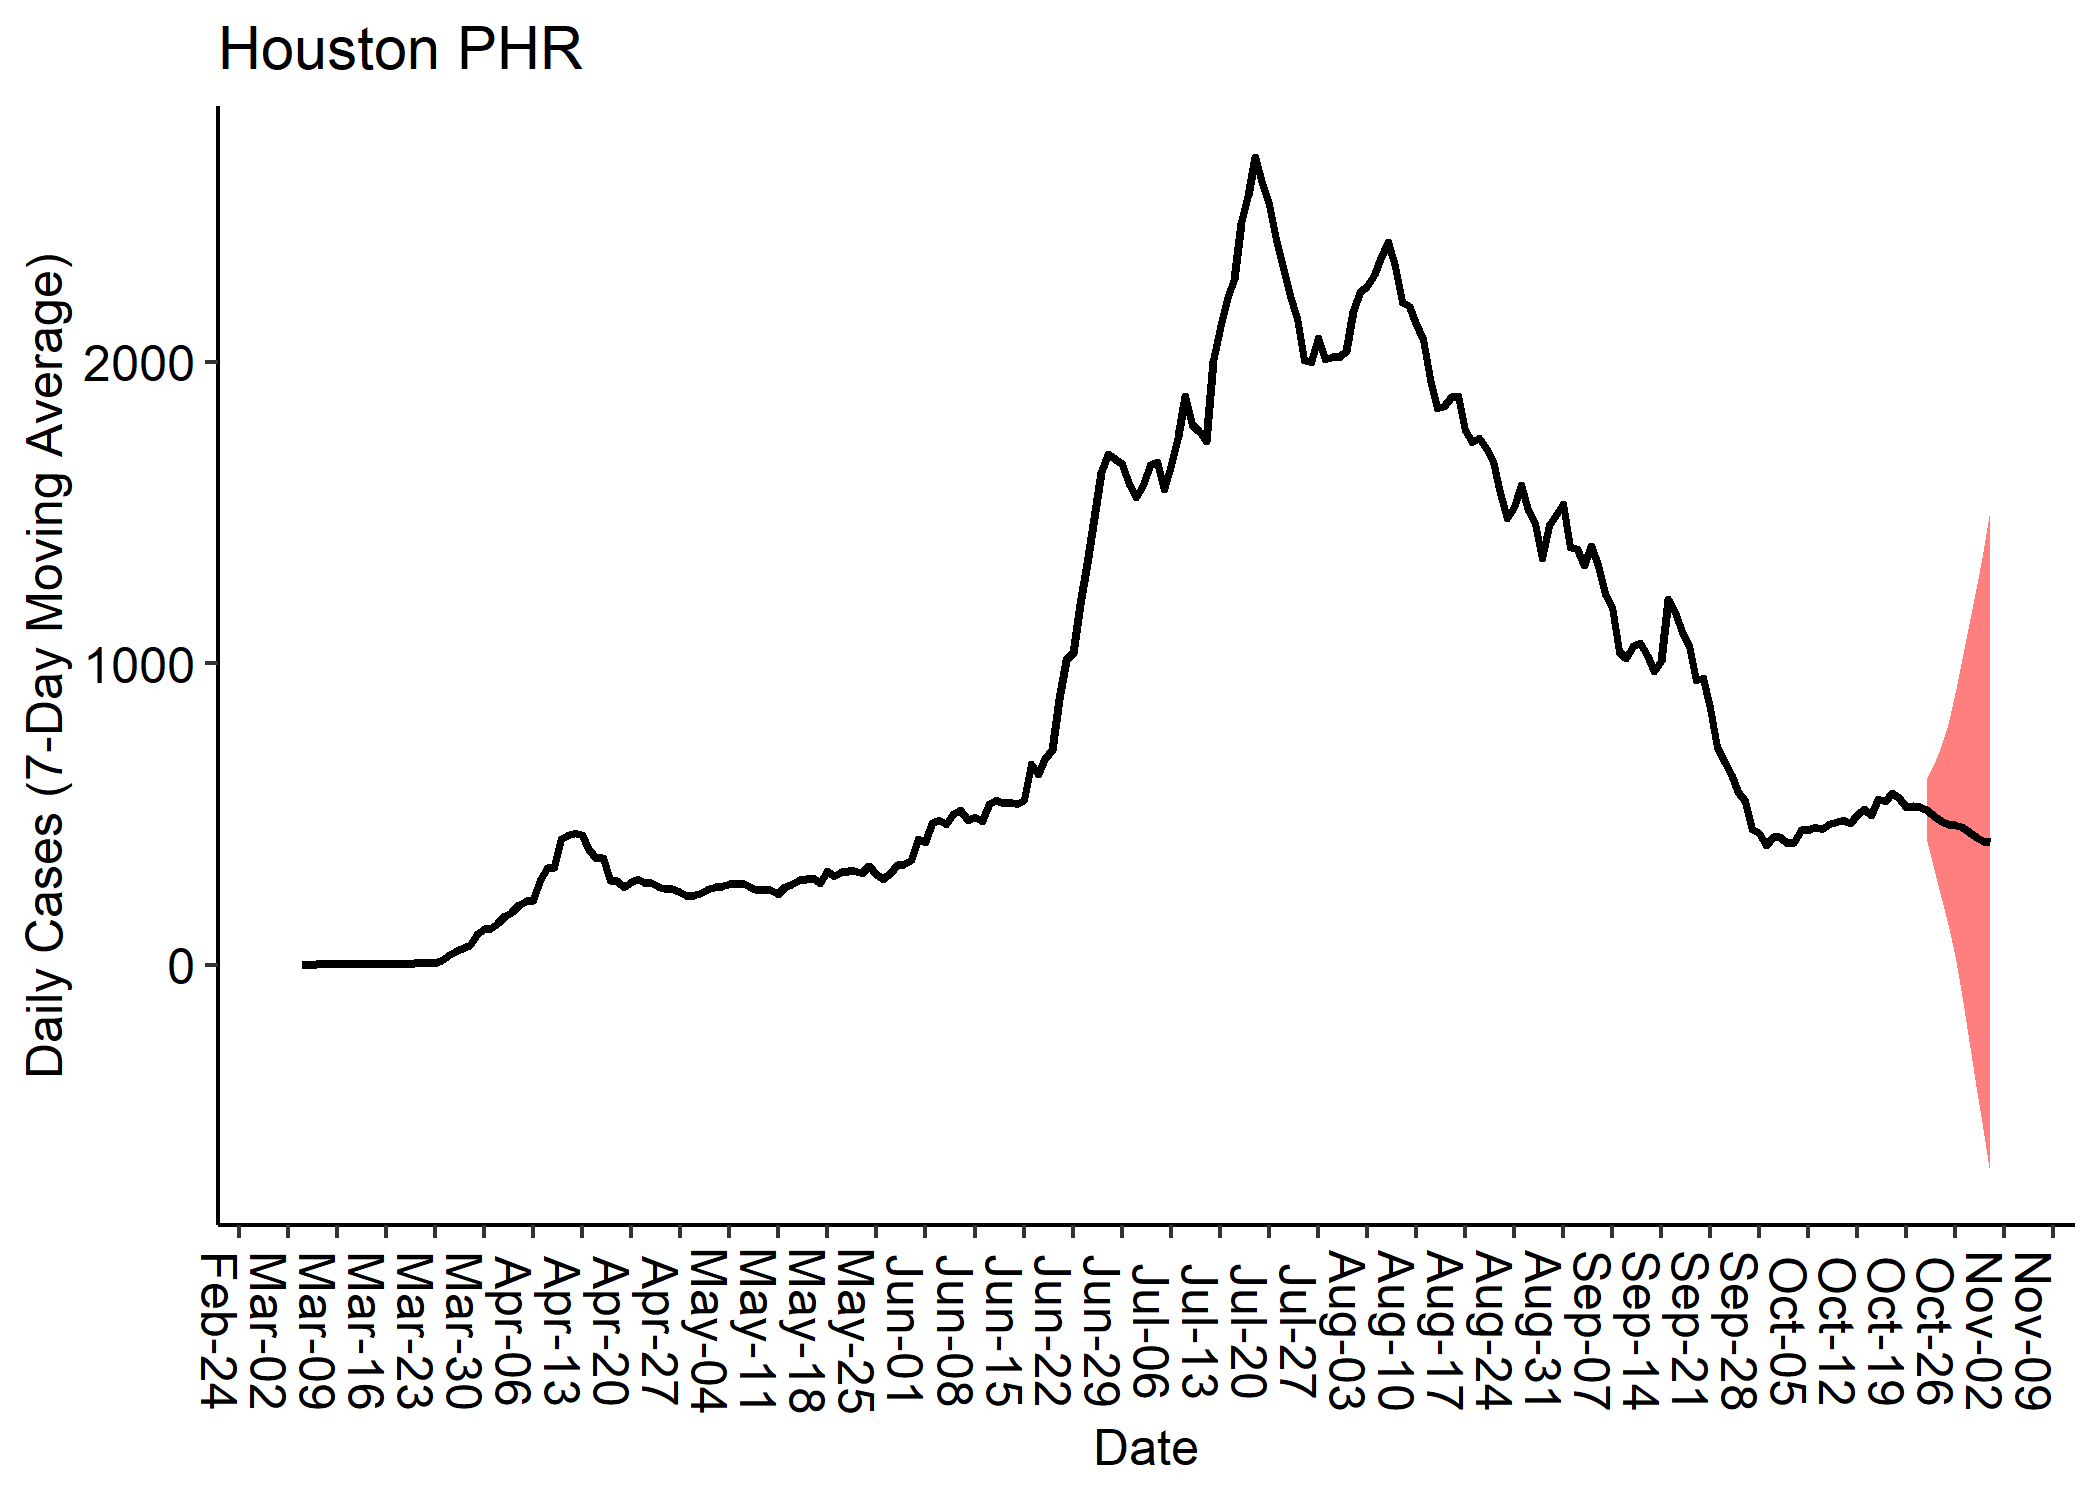 Houston PHR
Daily Cases (7-Day Moving Average)
2000
1000
0
Feb-24
Mar-02
Mar-09
Mar-16
Mar-23
Mar-30
Apr-06
Apr-13
Apr-20
Apr-27
May-04
May-11
May-18
May-25
Jun-01
Jun-08
Jun-15
Jun-22
Jun-29
Jul-06
Jul-13
Jul-20
Jul-27
Aug-03
Aug-10
Aug-17
Aug-24
Aug-31
Sep-07
Sep-14
Sep-21
Sep-28
Oct-05
Oct-12
Oct-19
Oct-26
Nov-02
Nov-09
Date